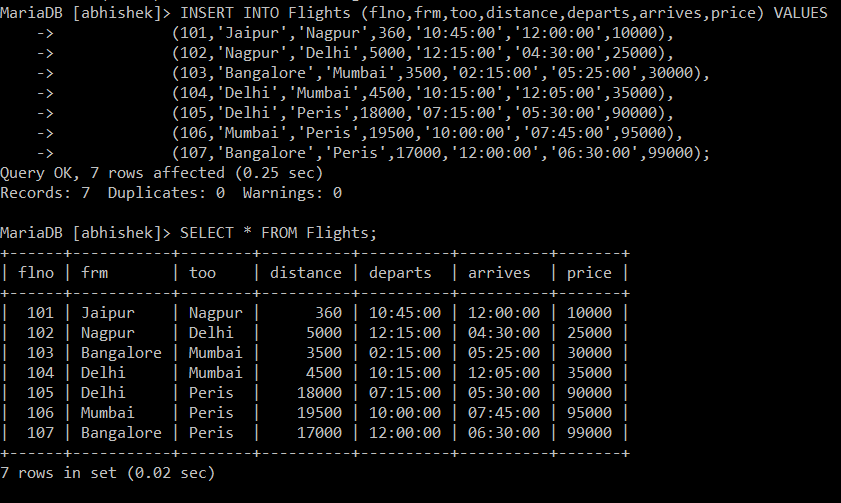 MariaDB [abhishek]> INSERT INTO Flights (flno,frm,too,distance,departs,arrives,price) VALUES
    ->             (101,'Jaipur','Nagpur',360,'10:45:00','12:00:00',10000),
    ->             (102,'Nagpur','Delhi',5000,'12:15:00','04:30:00',25000),
    ->             (103,'Bangalore','Mumbai',3500,'02:15:00','05:25:00',30000),
    ->             (104,'Delhi','Mumbai',4500,'10:15:00','12:05:00',35000),
    ->             (105,'Delhi','Peris',18000,'07:15:00','05:30:00',90000),
    ->             (106,'Mumbai','Peris',19500,'10:00:00','07:45:00',95000),
    ->             (107,'Bangalore','Peris',17000,'12:00:00','06:30:00',99000);
Query OK, 7 rows affected (0.25 sec)
Records: 7  Duplicates: 0  Warnings: 0

MariaDB [abhishek]> SELECT * FROM Flights;
+------+-----------+--------+----------+----------+----------+-------+
| flno | frm       | too    | distance | departs  | arrives  | price |
+------+-----------+--------+----------+----------+----------+-------+
|  101 | Jaipur    | Nagpur |      360 | 10:45:00 | 12:00:00 | 10000 |
|  102 | Nagpur    | Delhi  |     5000 | 12:15:00 | 04:30:00 | 25000 |
|  103 | Bangalore | Mumbai |     3500 | 02:15:00 | 05:25:00 | 30000 |
|  104 | Delhi     | Mumbai |     4500 | 10:15:00 | 12:05:00 | 35000 |
|  105 | Delhi     | Peris  |    18000 | 07:15:00 | 05:30:00 | 90000 |
|  106 | Mumbai    | Peris  |    19500 | 10:00:00 | 07:45:00 | 95000 |
|  107 | Bangalore | Peris  |    17000 | 12:00:00 | 06:30:00 | 99000 |
+------+-----------+--------+----------+----------+----------+-------+
7 rows in set (0.02 sec)